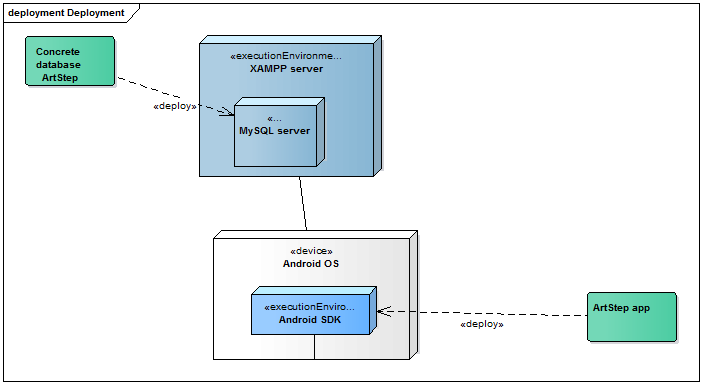 deployment Deployment
Concrete
database
ArtStep
«deploy»
«executionEnvironme...
XAMPP server
«...
MySQL server
«device»
Android OS
«executionEnviro...
Android SDK
«deploy»
ArtStep app